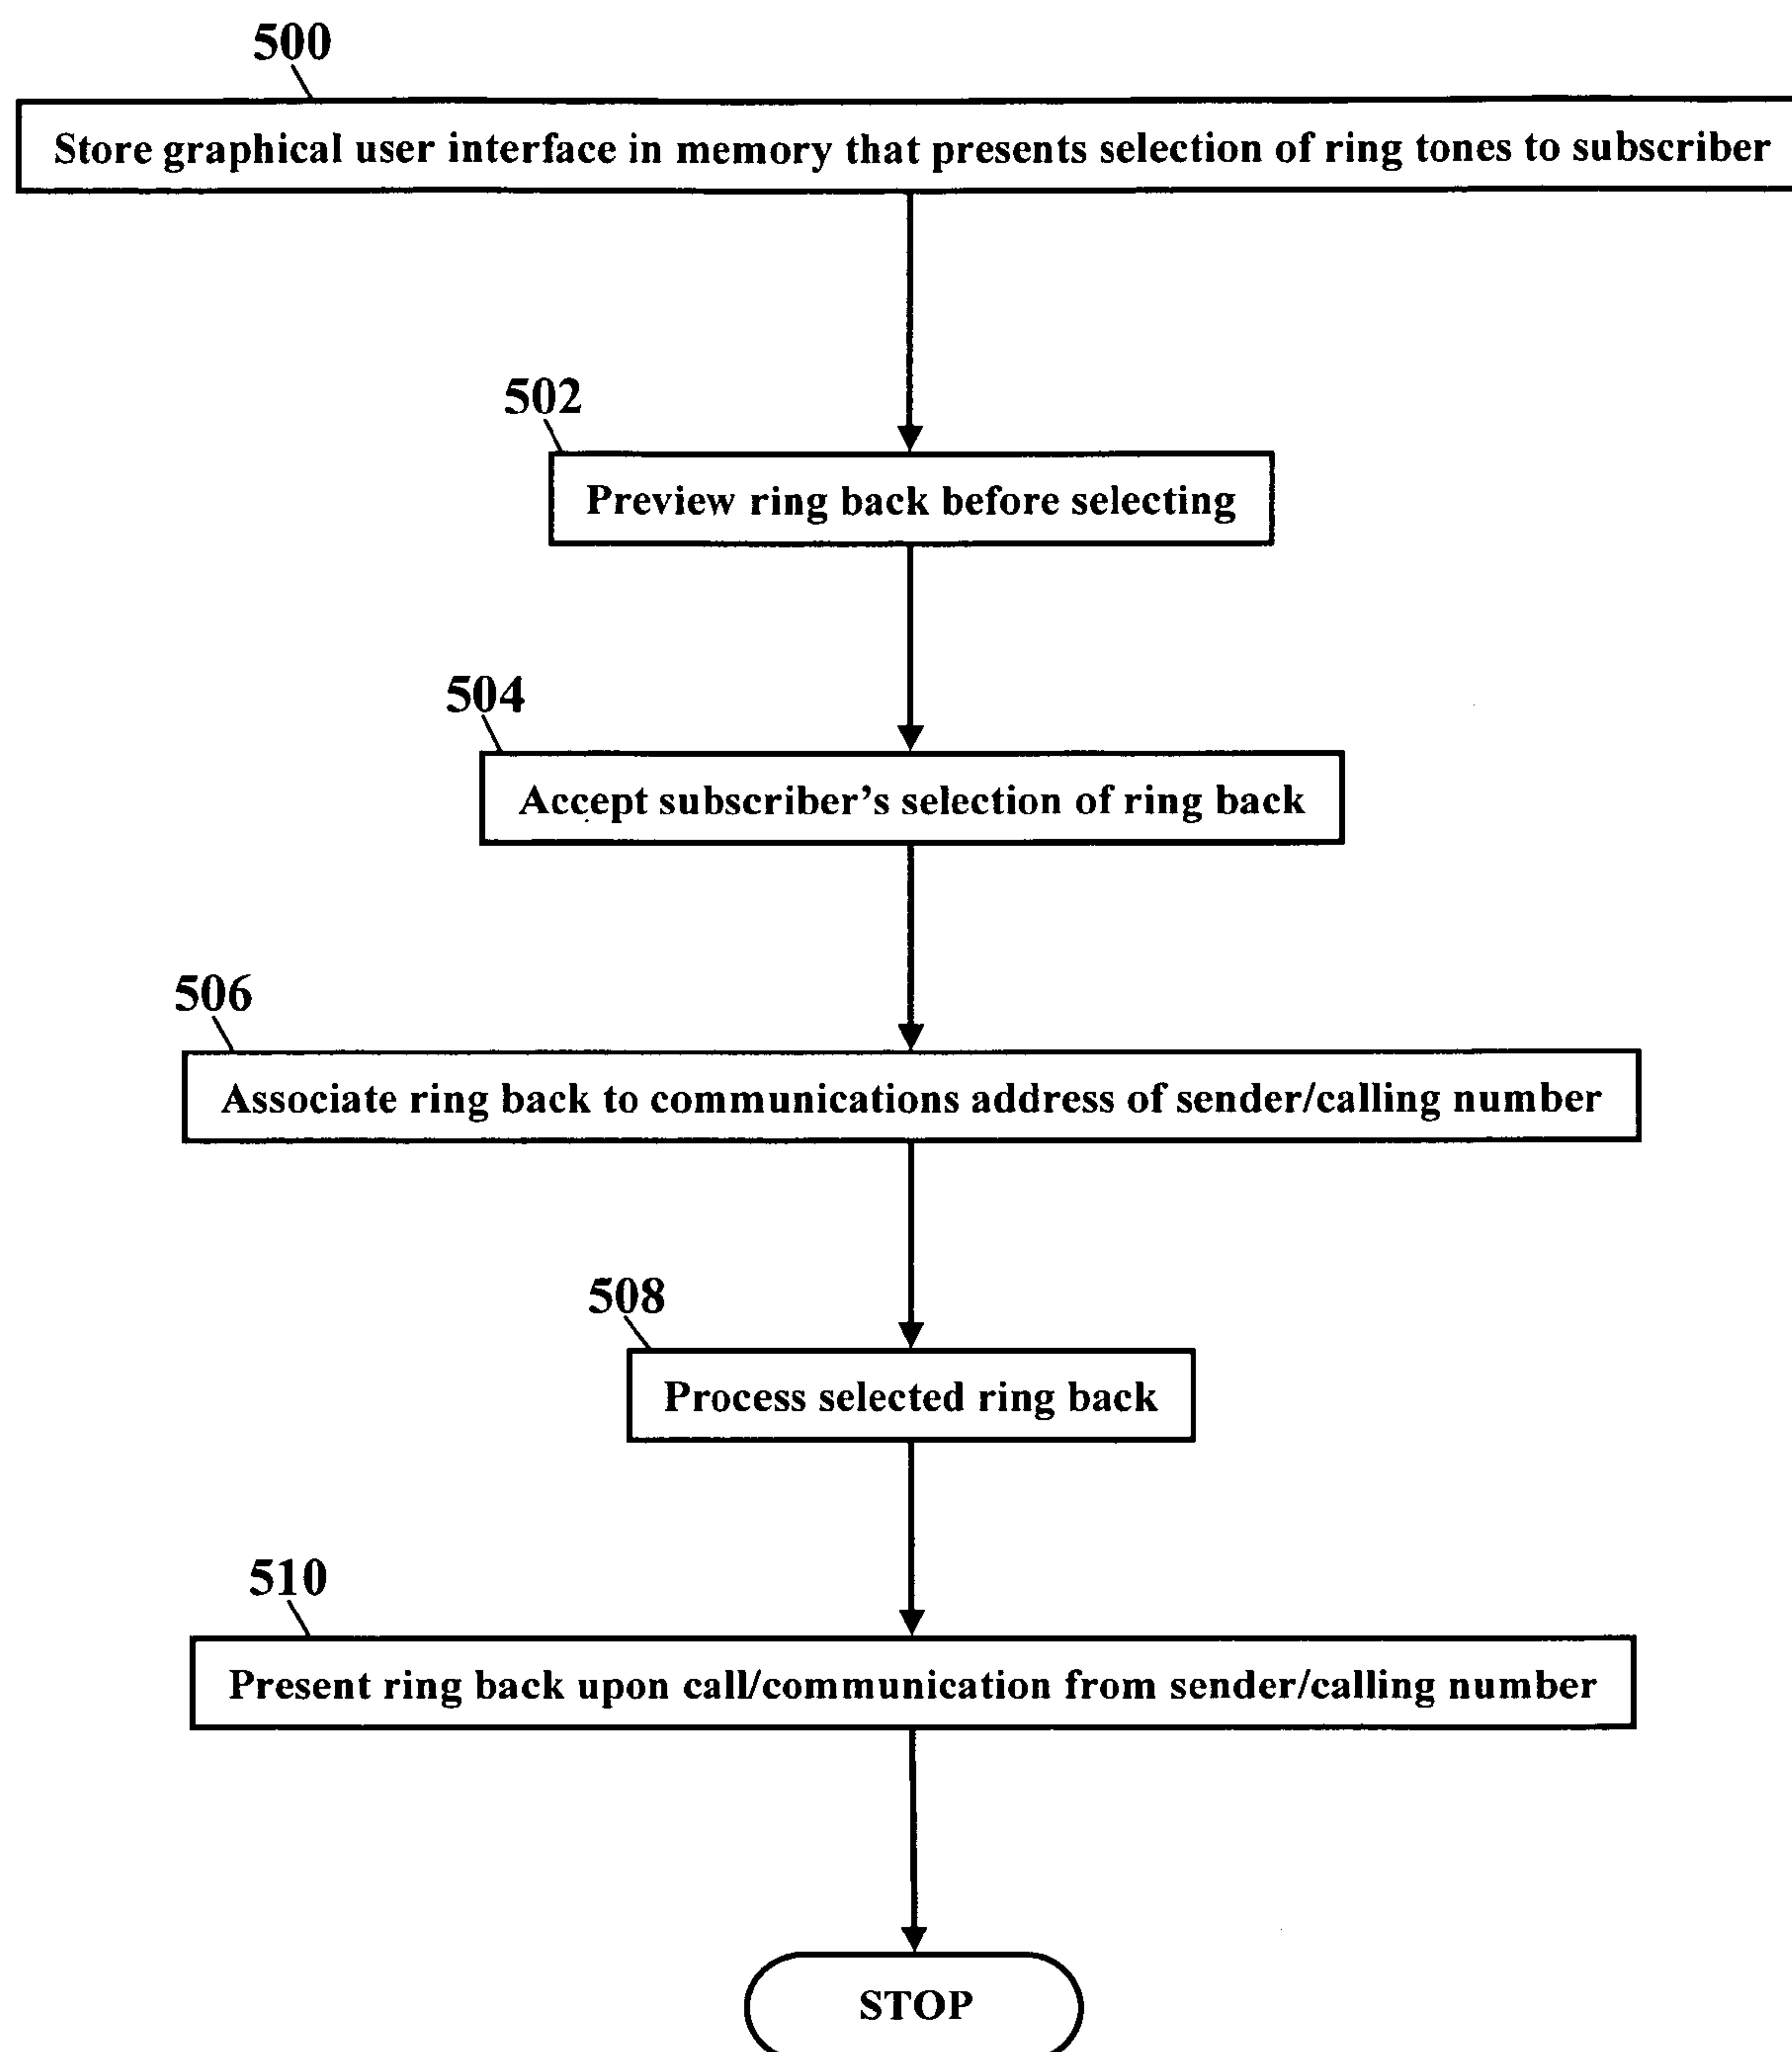 500
Store graphical user interface in memory that presents selection of ring tones to subscriber
502
Preview ring back before selecting
504
Accept subscriber's selection of ring back
506
Associate ring back to communications address of sender/calling number
508
Process selected ring back
510
Present ring back upon call/communication from sender/calling number
STOP